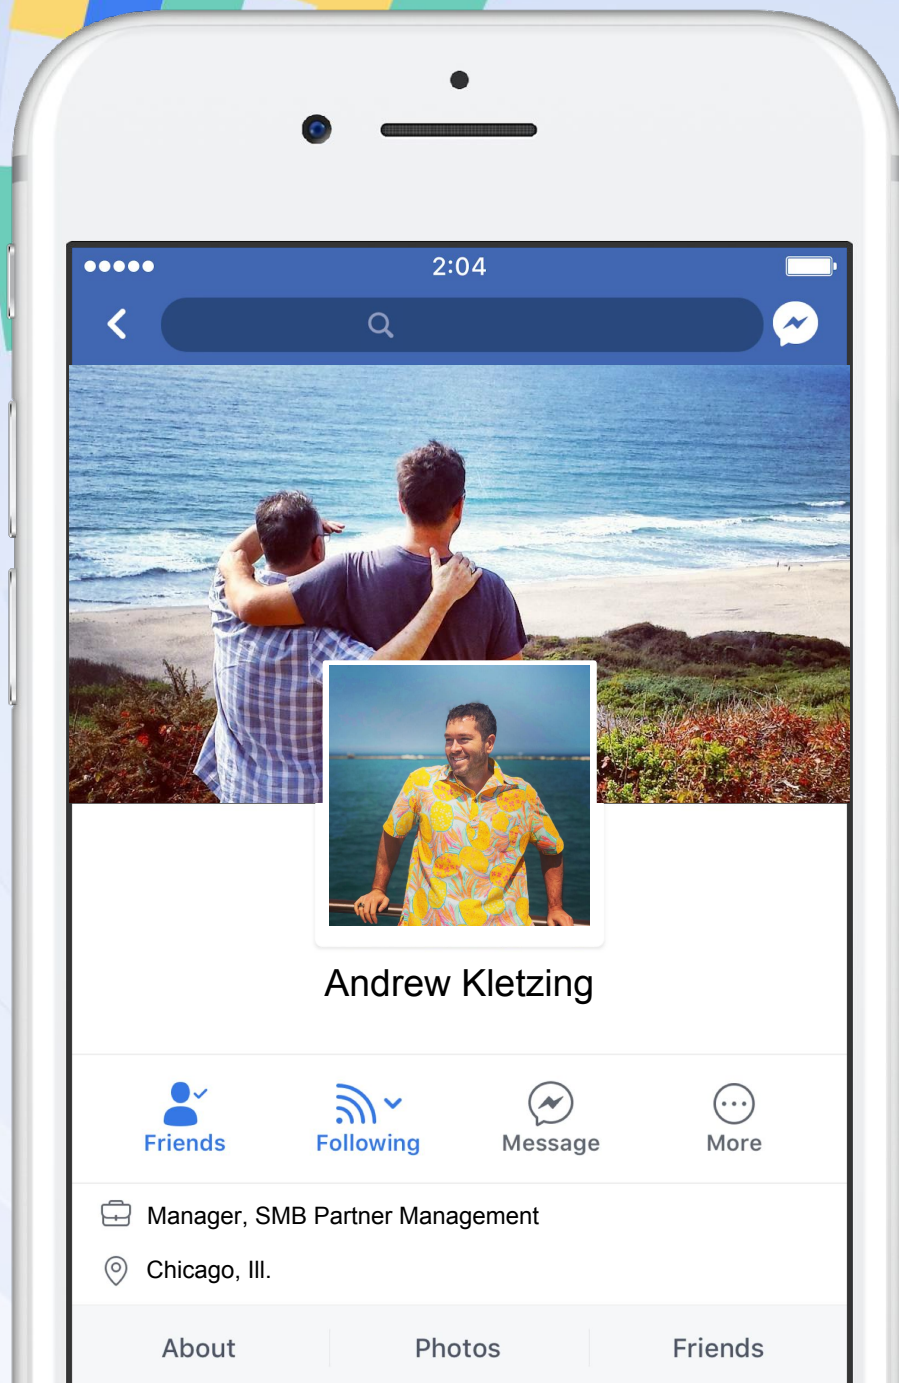 2:04
Andrew Kletzing
Friends Following Message More
Manager, SMB Partner Management
Chicago, Ill.
About Photos Friends